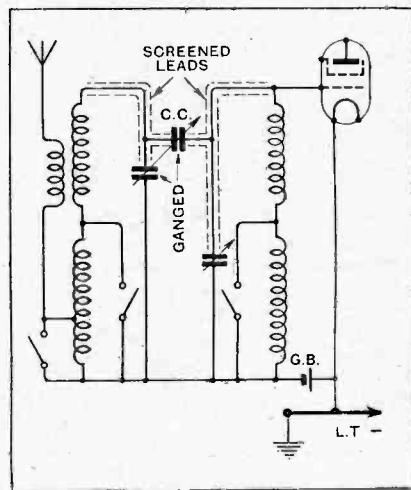 SCREENED
LEADS
C.C.
GANGED
G.B.
L.T –